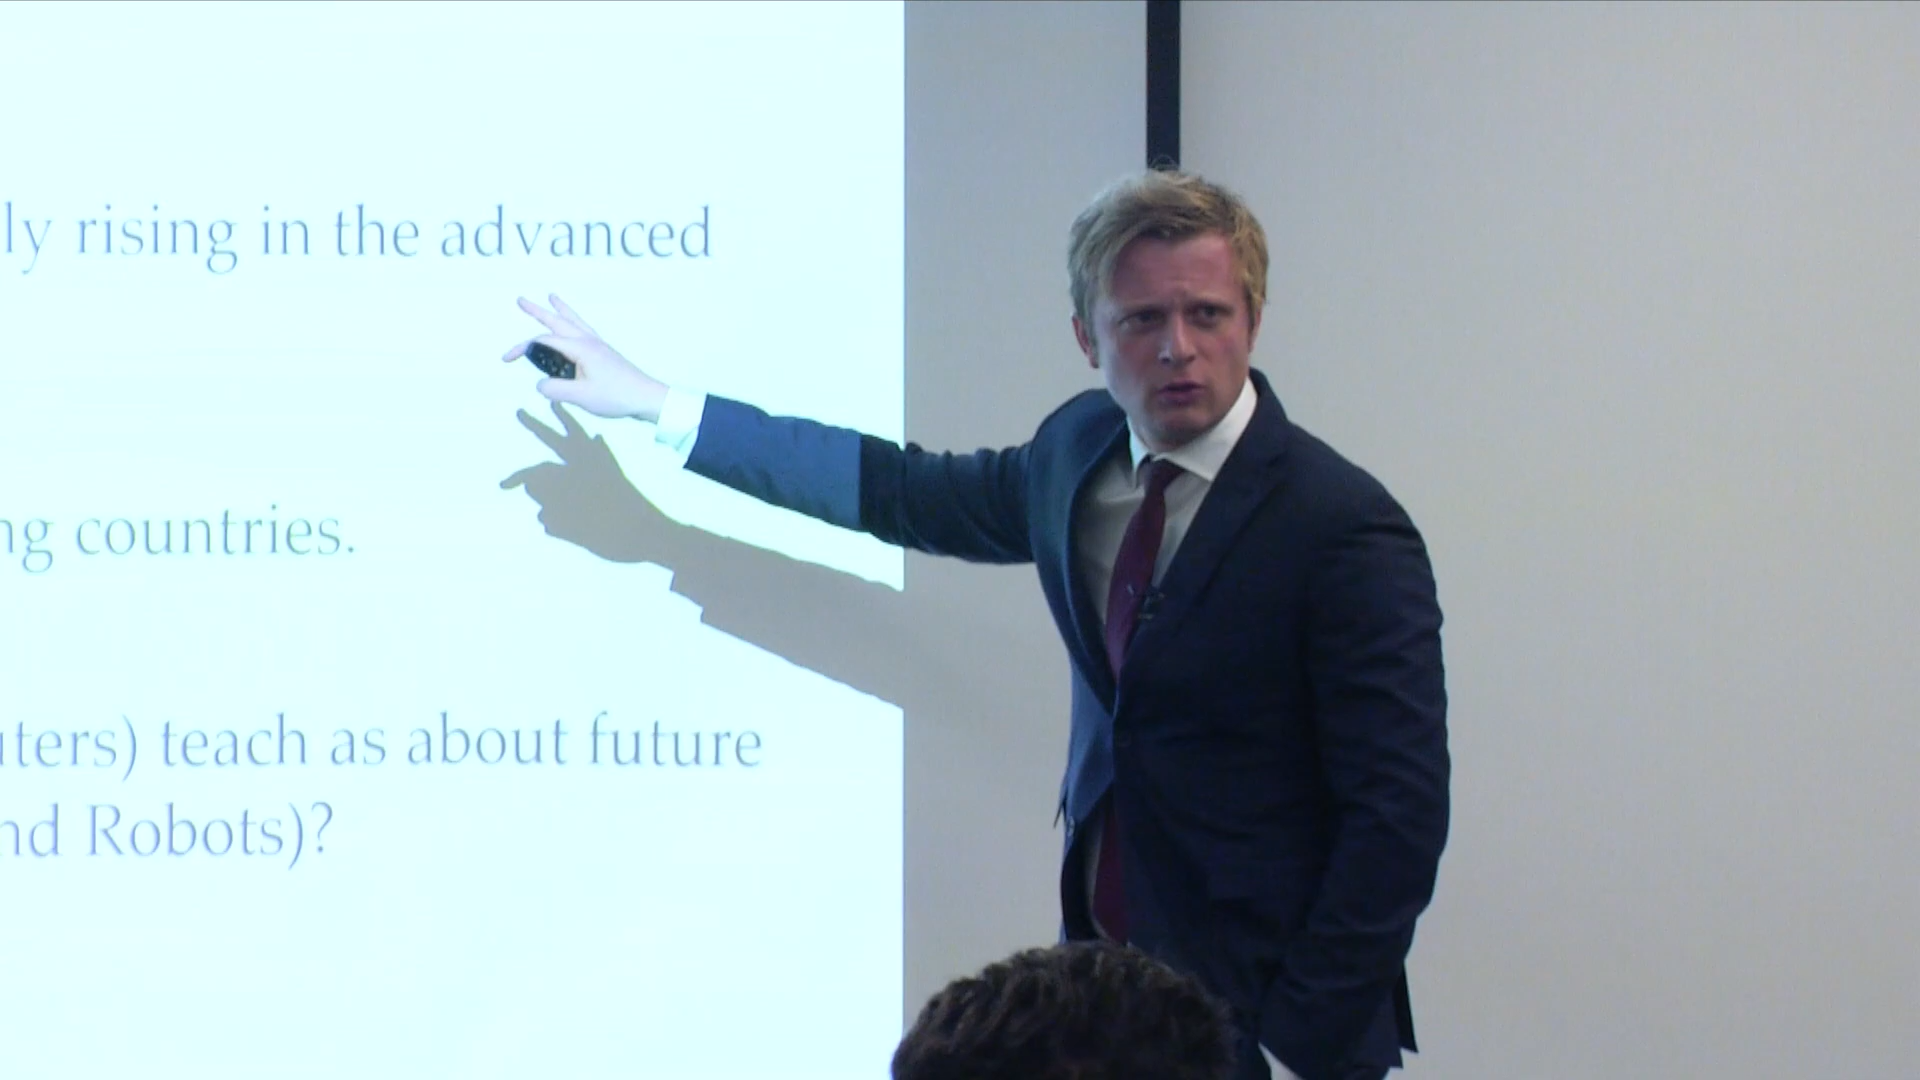 ly rising in the advanced
ng countries.
uters) teach as about future
nd Robots)?